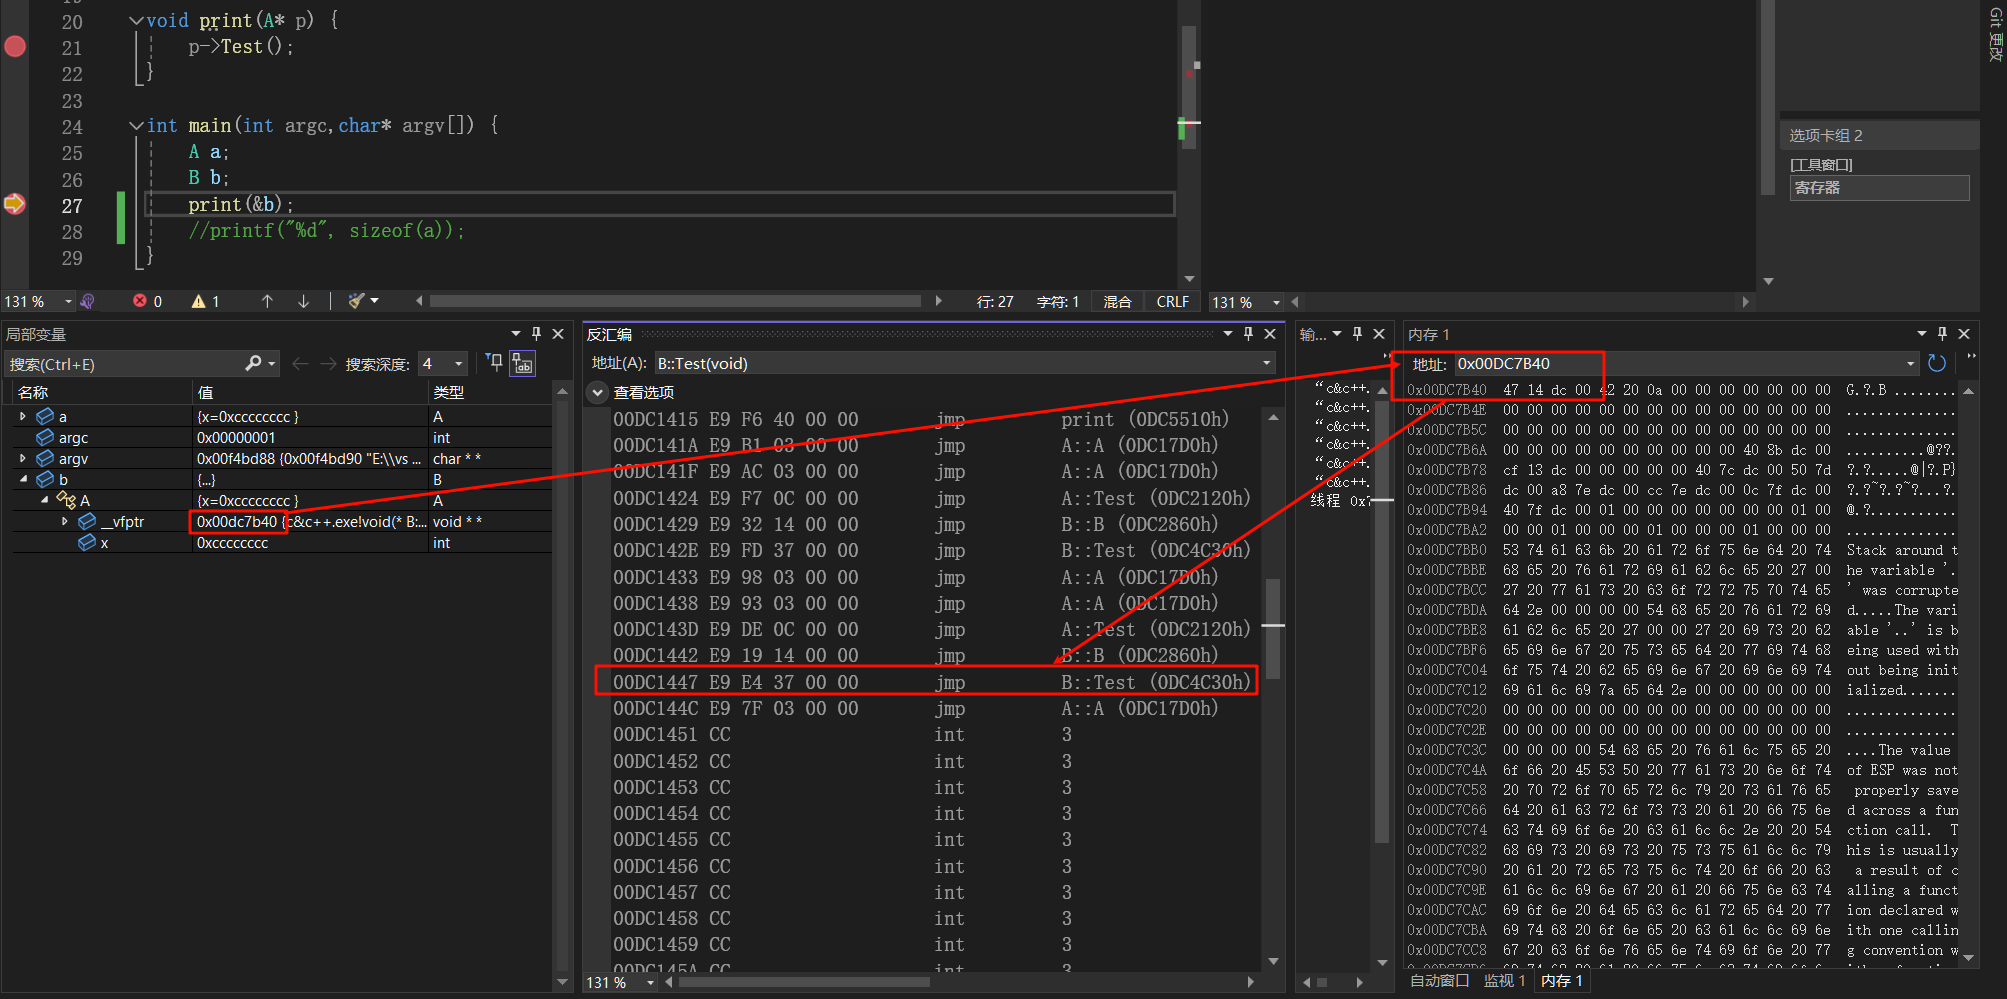 20 void print(A* p) {
21 p->Test();
22 }
23
24 int main(int argc,char* argv[]) {
25 A a;
26 B b;
27 print(&b);
28 //printf("%d", sizeof(a));
29 }
Git 更改
选项卡组 2
[工具窗口]
寄存器
131 % 0 1 行: 27 字符: 1 混合 CRLF
131 %
局部变量
搜索(Ctrl+E) 搜索深度: 4
名称 值 类型
a {x=0xcccccccc } A
argc 0x00000001 int
argv 0x00f4bd88 {0x00f4bd90 "E:\\vs ... char * *
b {...} B
A {x=0xcccccccc } A
__vfptr 0x00dc7b40 {c&c++.exe!void(* B:... void * *
x 0xcccccccc int
反汇编
地址(A): B::Test(void)
查看选项
00DC1415 E9 F6 40 00 00 jmp print (0DC5510h)
00DC141A E9 B1 03 00 00 jmp A::A (0DC17D0h)
00DC141F E9 AC 03 00 00 jmp A::A (0DC17D0h)
00DC1424 E9 F7 0C 00 00 jmp A::Test (0DC2120h)
00DC1429 E9 32 14 00 00 jmp B::B (0DC2860h)
00DC142E E9 FD 37 00 00 jmp B::Test (0DC4C30h)
00DC1433 E9 98 03 00 00 jmp A::A (0DC17D0h)
00DC1438 E9 93 03 00 00 jmp A::A (0DC17D0h)
00DC143D E9 DE 0C 00 00 jmp A::Test (0DC2120h)
00DC1442 E9 19 14 00 00 jmp B::B (0DC2860h)
00DC1447 E9 E4 37 00 00 jmp B::Test (0DC4C30h)
00DC144C E9 7F 03 00 00 jmp A::A (0DC17D0h)
00DC1451 CC int 3
00DC1452 CC int 3
00DC1453 CC int 3
00DC1454 CC int 3
00DC1455 CC int 3
00DC1456 CC int 3
00DC1457 CC int 3
00DC1458 CC int 3
00DC1459 CC int 3
00DC145A CC int 3
131 %
输...
“c&c++.
“c&c++.
“c&c++.
“c&c++.
“c&c++.
“c&c++.
线程 0x
内存 1
地址: 0x00DC7B40
0x00DC7B40 47 14 dc 00 42 20 0a 00 00 00 00 00 00 00 G.?.B .........
0x00DC7B4E 00 00 00 00 00 00 00 00 00 00 00 00 00 00 ..............
0x00DC7B5C 00 00 00 00 00 00 00 00 00 00 00 00 00 00 ..............
0x00DC7B6A 00 00 00 00 00 00 00 00 00 00 40 8b dc 00 ..........@??.
0x00DC7B78 cf 13 dc 00 00 00 00 00 40 7c dc 00 50 7d ?.?.....@|?.P}
0x00DC7B86 dc 00 a8 7e dc 00 cc 7e dc 00 0c 7f dc 00 ?.?~?.?~?...?.
0x00DC7B94 40 7f dc 00 01 00 00 00 00 00 00 00 01 00 @.?...........
0x00DC7BA2 00 00 01 00 00 00 01 00 00 00 01 00 00 00 ..............
0x00DC7BB0 53 74 61 63 6b 20 61 72 6f 75 6e 64 20 74 Stack around t
0x00DC7BBE 68 65 20 76 61 72 69 61 62 6c 65 20 27 00 he variable '.
0x00DC7BCC 27 20 77 61 73 20 63 6f 72 72 75 70 74 65 ' was corrupte
0x00DC7BDA 64 2e 00 00 00 00 54 68 65 20 76 61 72 69 d.....The vari
0x00DC7BE8 61 62 6c 65 20 27 00 00 27 20 69 73 20 62 able '..' is b
0x00DC7BF6 65 69 6e 67 20 75 73 65 64 20 77 69 74 68 eing used with
0x00DC7C04 6f 75 74 20 62 65 69 6e 67 20 69 6e 69 74 out being init
0x00DC7C12 69 61 6c 69 7a 65 64 2e 00 00 00 00 00 00 ialized.......
0x00DC7C20 00 00 00 00 00 00 00 00 00 00 00 00 00 00 ..............
0x00DC7C2E 00 00 00 00 00 00 00 00 00 00 00 00 00 00 ..............
0x00DC7C3C 00 00 00 00 54 68 65 20 76 61 6c 75 65 20 ....The value
0x00DC7C4A 6f 66 20 45 53 50 20 77 61 73 20 6e 6f 74 of ESP was not
0x00DC7C58 20 70 72 6f 70 65 72 6c 79 20 73 61 76 65 properly save
0x00DC7C66 64 20 61 63 72 6f 73 73 20 61 20 66 75 6e d across a fun
0x00DC7C74 63 74 69 6f 6e 20 63 61 6c 6c 2e 20 20 54 ction call.  T
0x00DC7C82 68 69 73 20 69 73 20 75 73 75 61 6c 6c 79 his is usually
0x00DC7C90 20 61 20 72 65 73 75 6c 74 20 6f 66 20 63 a result of c
0x00DC7C9E 61 6c 6c 69 6e 67 20 61 20 66 75 6e 63 74 alling a funct
0x00DC7CAC 69 6f 6e 20 64 65 63 6c 61 72 65 64 20 77 ion declared w
0x00DC7CBA 69 74 68 20 6f 6e 65 20 63 61 6c 6c 69 6e ith one callin
0x00DC7CC8 67 20 63 6f 6e 76 65 6e 74 69 6f 6e 20 77 g convention w
自动窗口 监视 1 内存 1